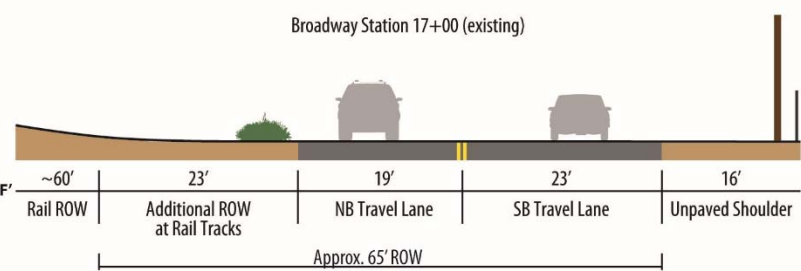 Broadway Station 17+00 (existing)
~60' 23' 19' 23' 16'
F'
Rail ROW Additional ROW at Rail Tracks NB Travel Lane SB Travel Lane Unpaved Shoulder
Approx. 65' ROW